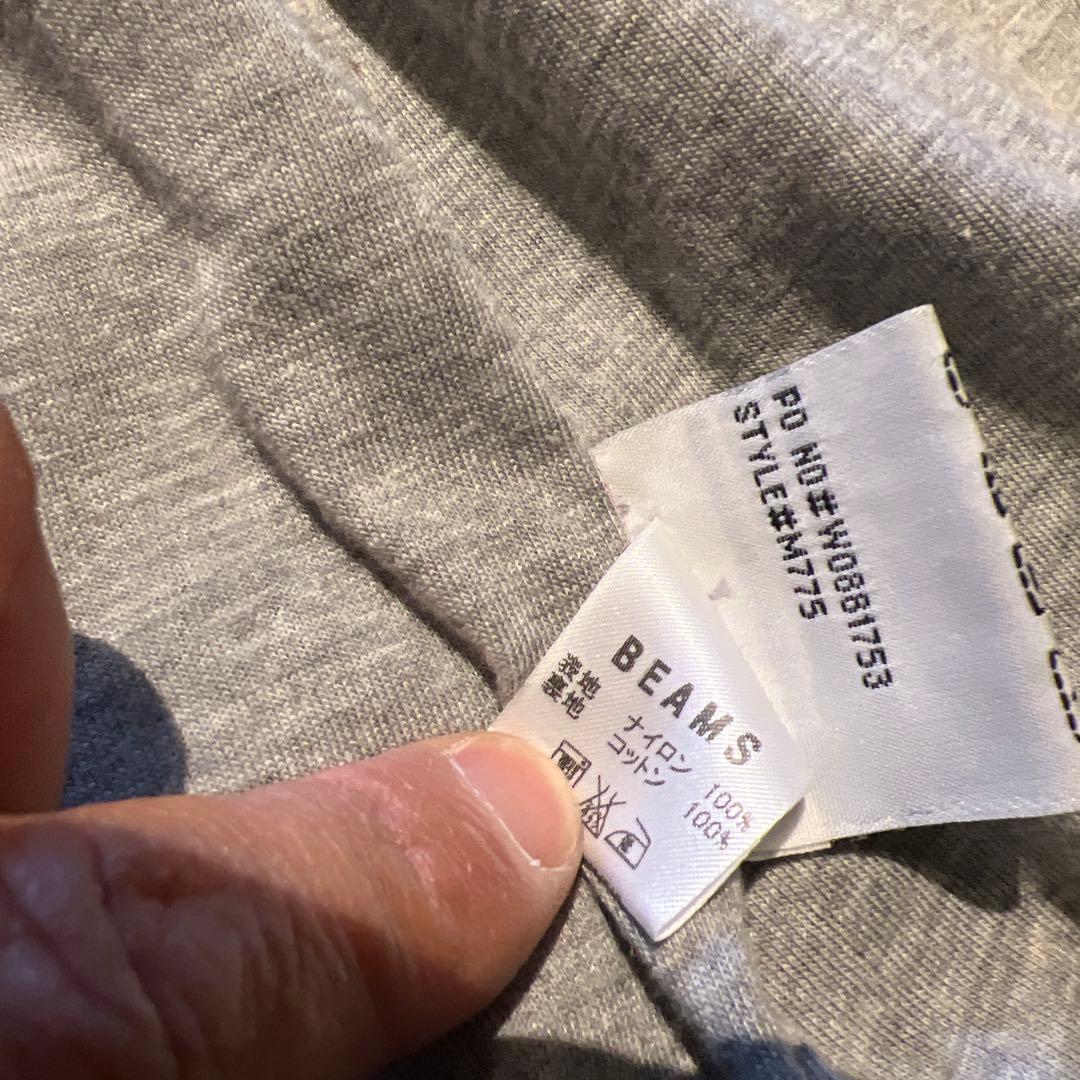 PO NO#W0881753
STYLE#M775
BEAMS
表地 ナイロン 100%
裏地 コットン 100%